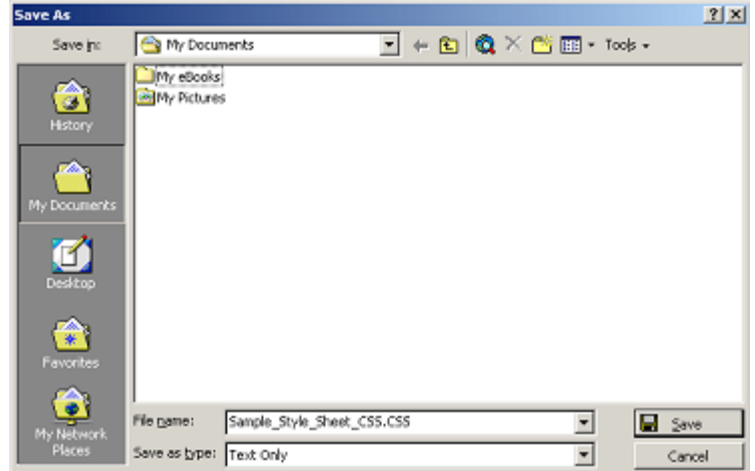 Save As
Save in: My Documents Tools
My eBooks
My Pictures
History
My Documents
Desktop
Favorites
My Network
Places
File name: Sample_Style_Sheet_CSS.CSS Save
Save as type: Text Only Cancel